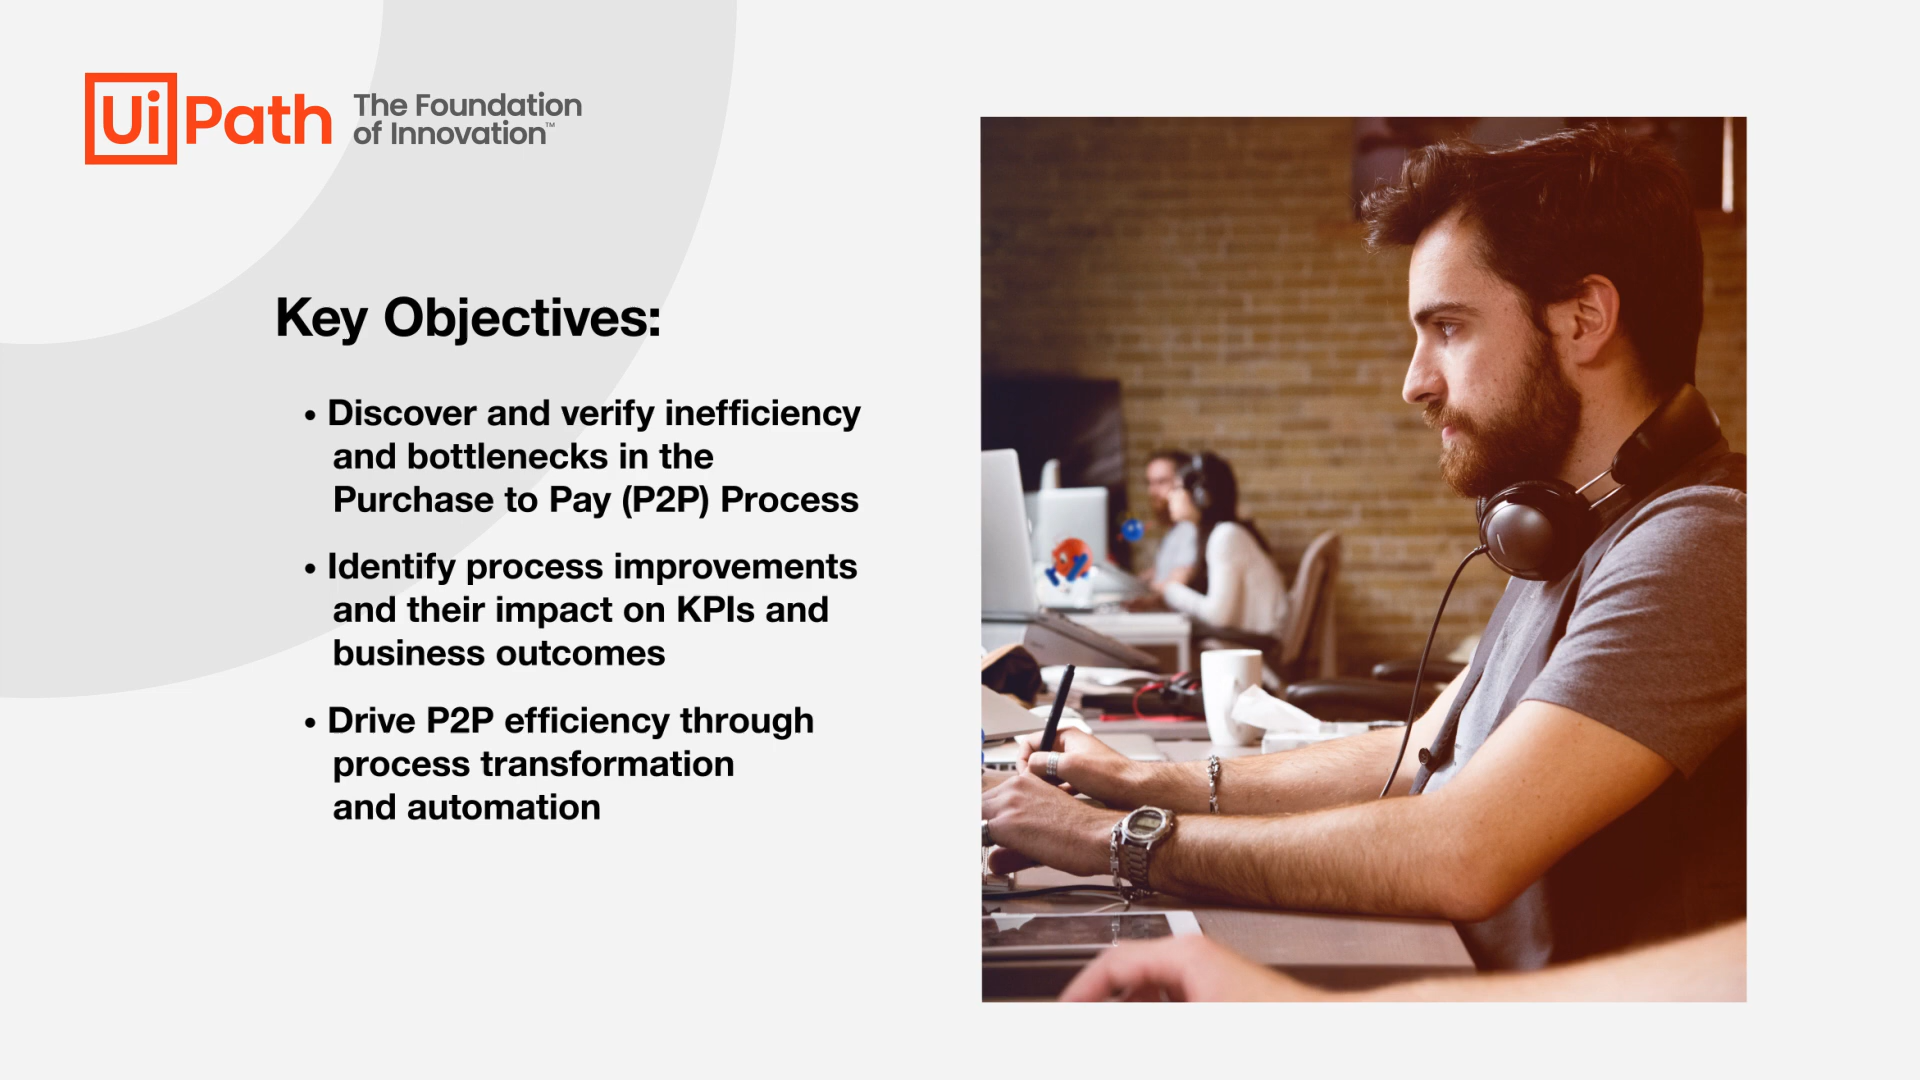 UiPath
The Foundation
of Innovation™
Key Objectives:
• Discover and verify inefficiency
and bottlenecks in the
Purchase to Pay (P2P) Process
• Identify process improvements
and their impact on KPIs and
business outcomes
• Drive P2P efficiency through
process transformation
and automation